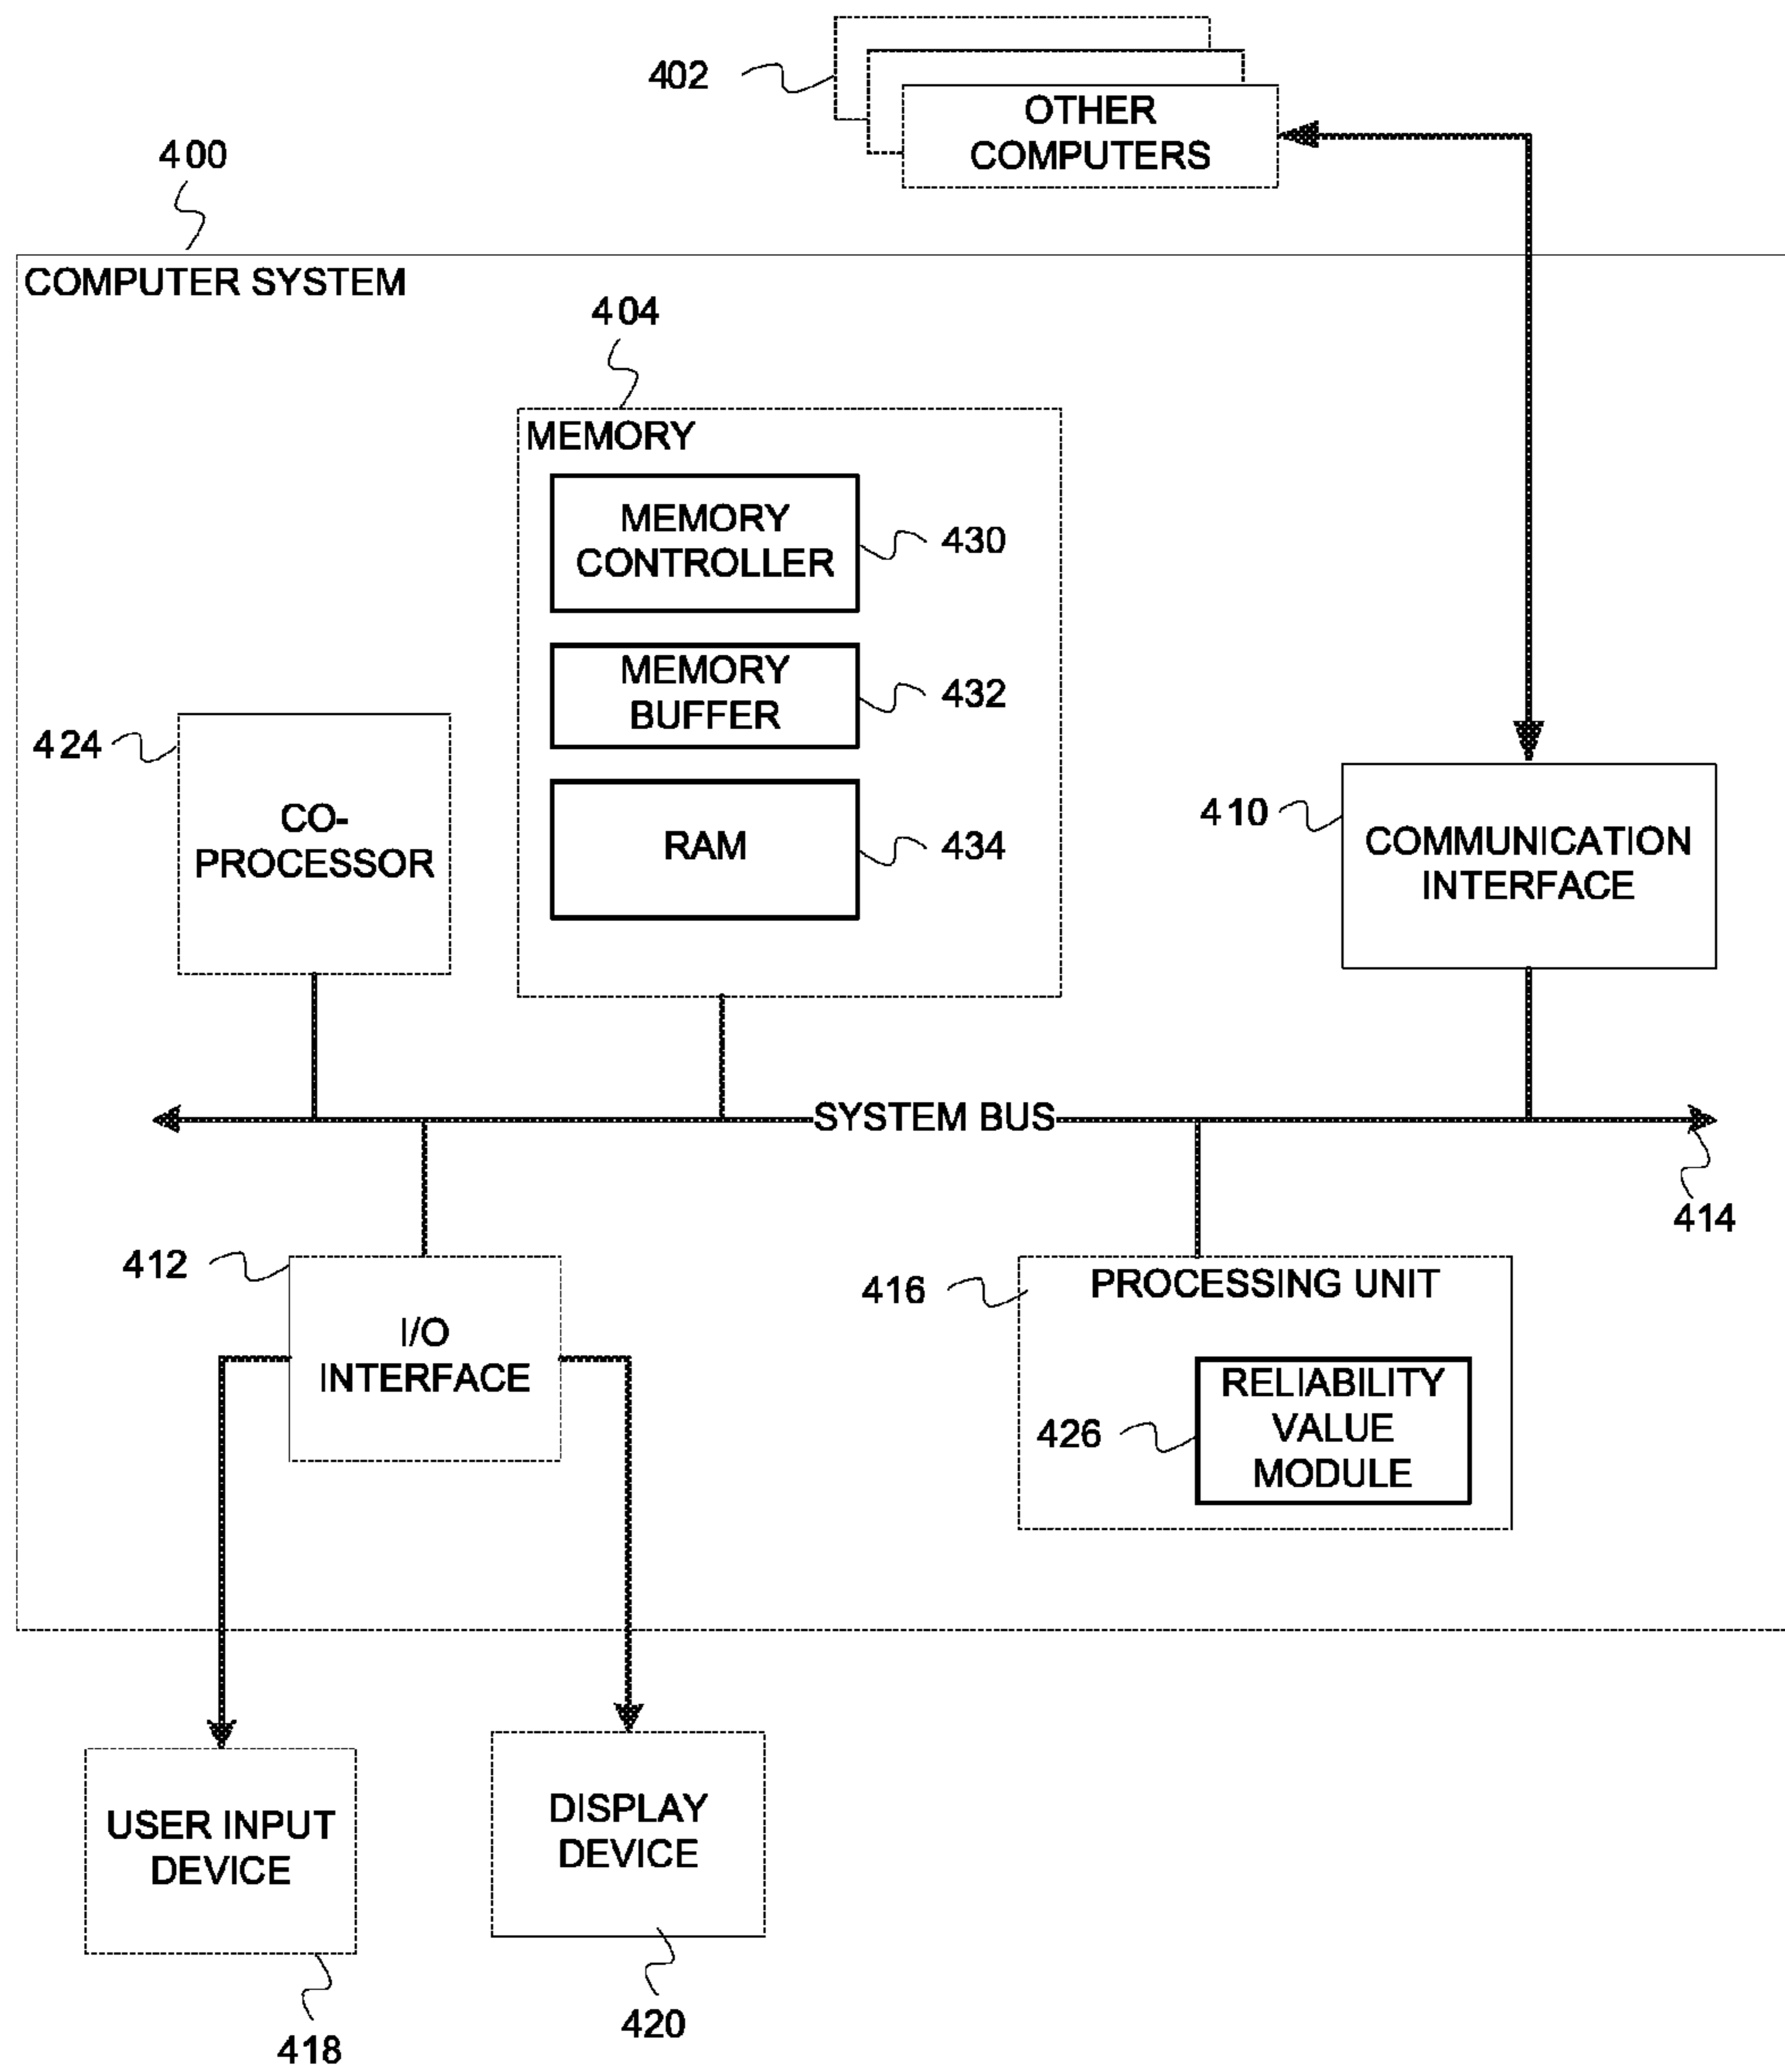 402
OTHER
COMPUTERS
400
COMPUTER SYSTEM
404
MEMORY
MEMORY
CONTROLLER
430
MEMORY
BUFFER
432
RAM
434
424
CO-
PROCESSOR
410
COMMUNICATION
INTERFACE
SYSTEM BUS
414
412
I/O
INTERFACE
416
PROCESSING UNIT
426
RELIABILITY
VALUE
MODULE
USER INPUT
DEVICE
418
DISPLAY
DEVICE
420